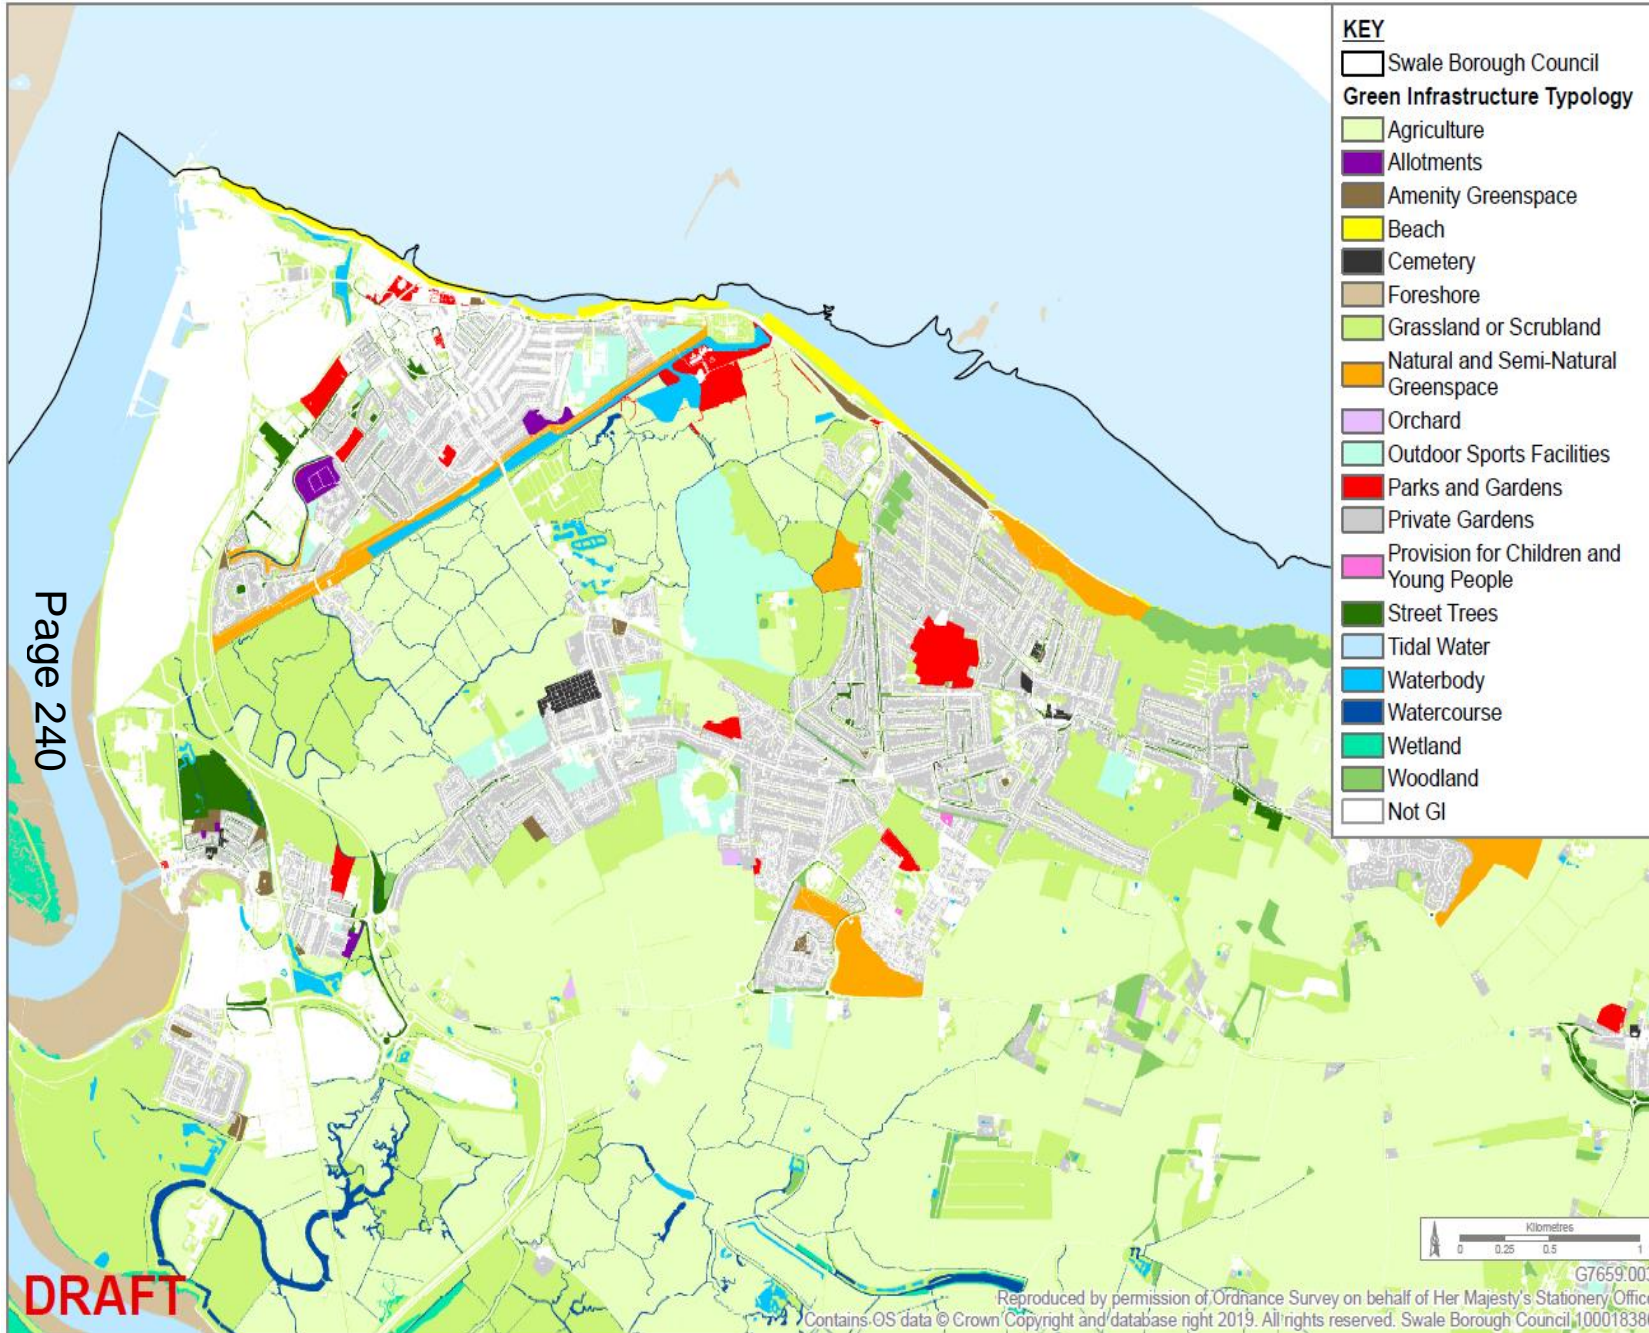 KEY
Swale Borough Council
Green Infrastructure Typology
Agriculture
Allotments
Amenity Greenspace
Beach
Cemetery
Foreshore
Grassland or Scrubland
Natural and Semi-Natural
Greenspace
Orchard
Outdoor Sports Facilities
Parks and Gardens
Private Gardens
Provision for Children and
Young People
Street Trees
Tidal Water
Waterbody
Watercourse
Wetland
Woodland
Not GI
Page 240
Kilometres
0 0.25 0.5 1
G7659.003
DRAFT
Reproduced by permission of Ordnance Survey on behalf of Her Majesty's Stationery Office
Contains OS data © Crown Copyright and database right 2019. All rights reserved. Swale Borough Council